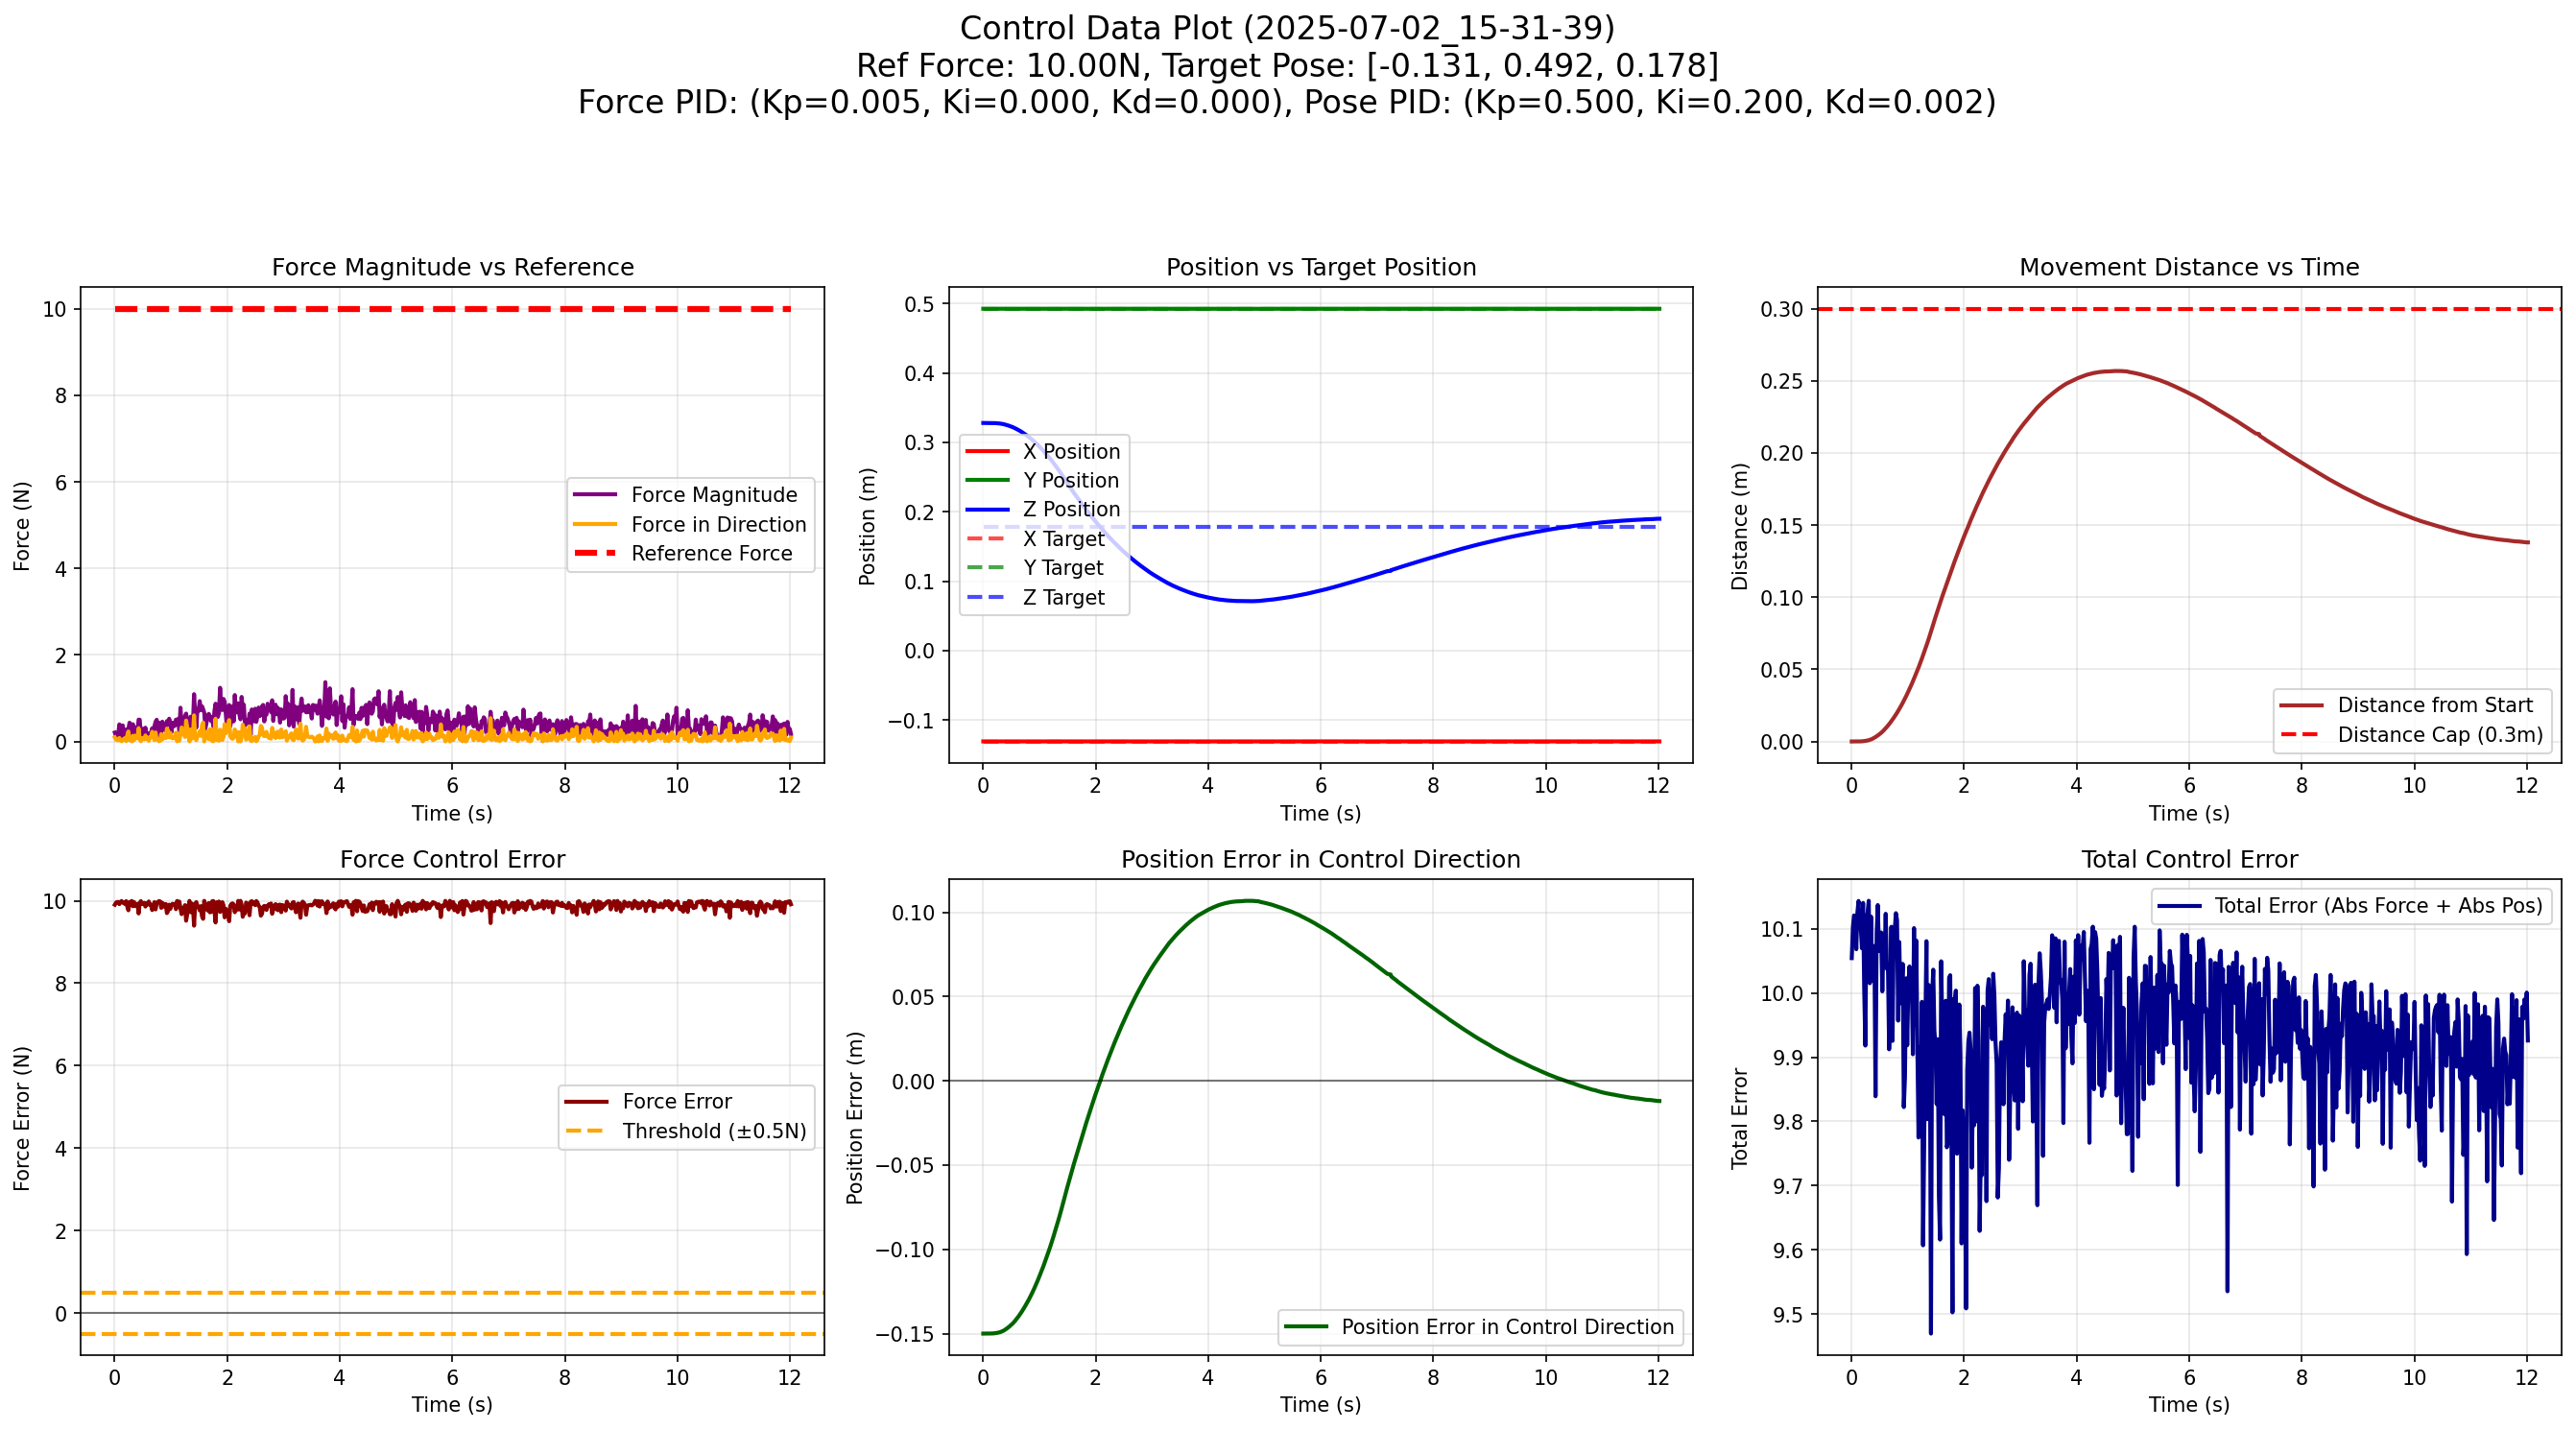 Control Data Plot (2025-07-02_15-31-39)
Ref Force: 10.00N, Target Pose: [-0.131, 0.492, 0.178]
Force PID: (Kp=0.005, Ki=0.000, Kd=0.000), Pose PID: (Kp=0.500, Ki=0.200, Kd=0.002)
Force Magnitude vs Reference
10
8
6
4
2
0
Force (N)
Force Magnitude
Force in Direction
Reference Force
0 2 4 6 8 10 12
Time (s)
Position vs Target Position
0.5
0.4
0.3
0.2
0.1
0.0
−0.1
Position (m)
X Position
Y Position
Z Position
X Target
Y Target
Z Target
0 2 4 6 8 10 12
Time (s)
Movement Distance vs Time
0.30
0.25
0.20
0.15
0.10
0.05
0.00
Distance (m)
Distance from Start
Distance Cap (0.3m)
0 2 4 6 8 10 12
Time (s)
Force Control Error
10
8
6
4
2
0
Force Error (N)
Force Error
Threshold (±0.5N)
0 2 4 6 8 10 12
Time (s)
Position Error in Control Direction
0.10
0.05
0.00
−0.05
−0.10
−0.15
Position Error (m)
Position Error in Control Direction
0 2 4 6 8 10 12
Time (s)
Total Control Error
Total Error (Abs Force + Abs Pos)
10.1
10.0
9.9
9.8
9.7
9.6
9.5
Total Error
0 2 4 6 8 10 12
Time (s)